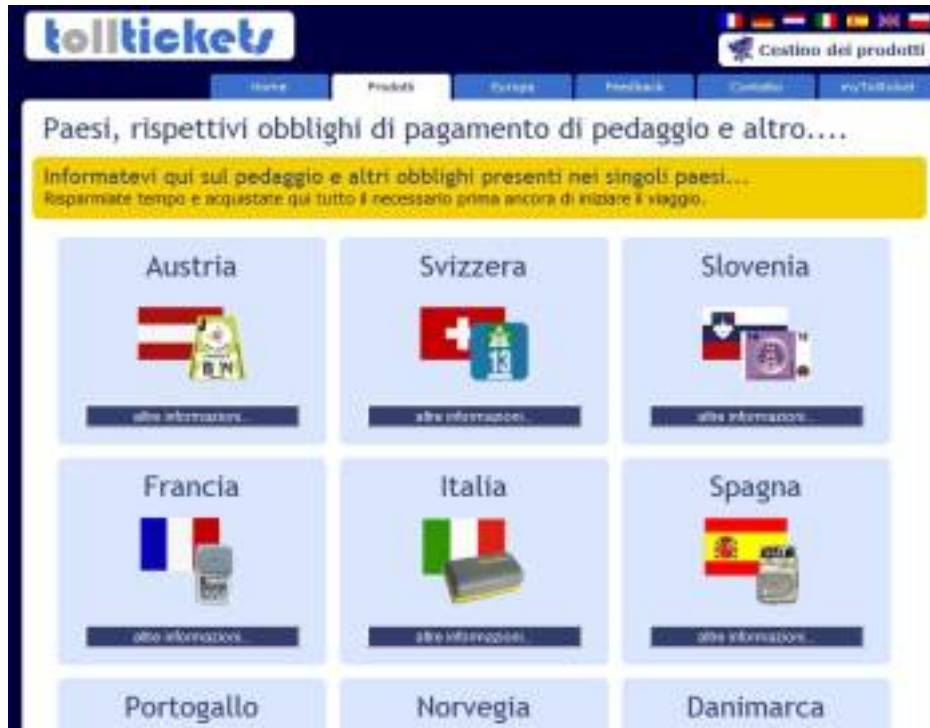 tolltickets
Cestino dei prodotti
Home Prodotti Europa Feedback Contatto myTollticket
Paesi, rispettivi obblighi di pagamento di pedaggio e altro....
Informatevi qui sul pedaggio e altri obblighi presenti nei singoli paesi...
Risparmiate tempo e acquistate qui tutto il necessario prima ancora di iniziare il viaggio.
Austria Svizzera Slovenia
altre informazioni... altre informazioni... altre informazioni...
Francia Italia Spagna
altre informazioni... altre informazioni... altre informazioni...
Portogallo Norvegia Danimarca